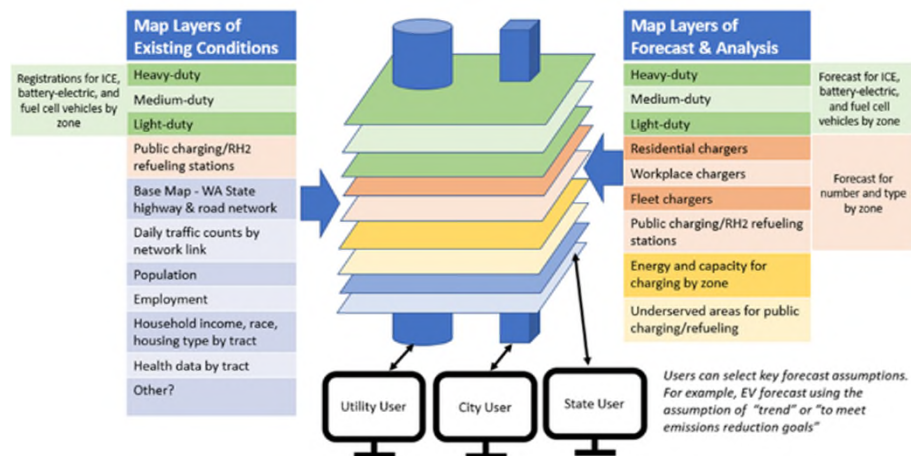 Map Layers of
Existing Conditions
Registrations for ICE,
battery-electric, and
fuel cell vehicles by
zone
Heavy-duty
Medium-duty
Light-duty
Public charging/RH2
refueling stations
Base Map - WA State
highway & road network
Daily traffic counts by
network link
Population
Employment
Household income, race,
housing type by tract
Health data by tract
Other?
Map Layers of
Forecast & Analysis
Heavy-duty
Medium-duty
Light-duty
Forecast for ICE,
battery-electric,
and fuel cell
vehicles by zone
Residential chargers
Workplace chargers
Fleet chargers
Public charging/RH2 refueling
stations
Forecast for
number and type
by zone
Energy and capacity for
charging by zone
Underserved areas for public
charging/refueling
Utility User
City User
State User
Users can select key forecast assumptions.
For example, EV forecast using the
assumption of "trend" or "to meet
emissions reduction goals"